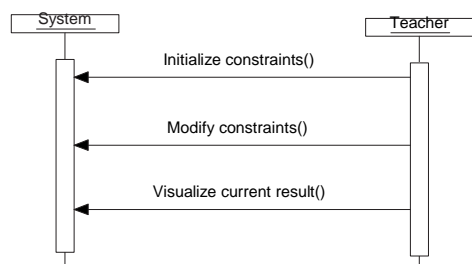 System
Teacher
Initialize constraints()
Modify constraints()
Visualize current result()